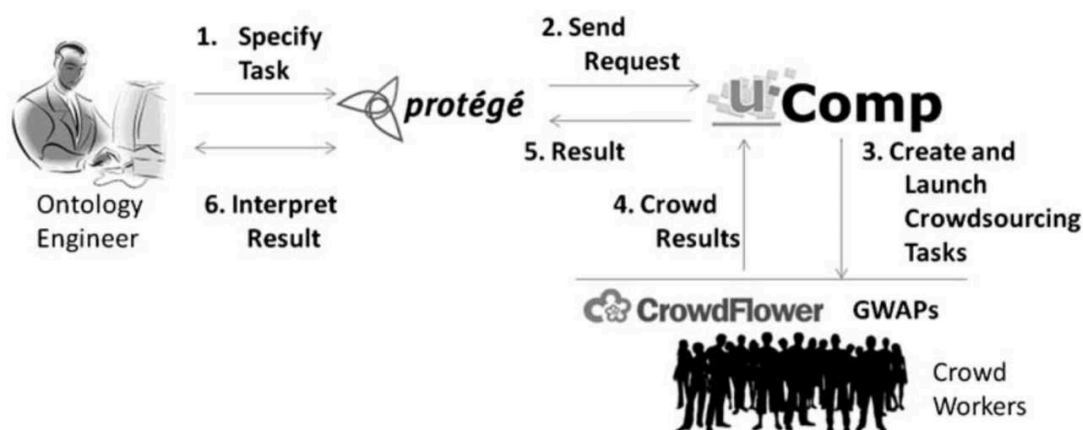 1. Specify
Task
2. Send
Request
protégé
uComp
5. Result
3. Create and
Launch
Crowdsourcing
Tasks
Ontology
Engineer
6. Interpret
Result
4. Crowd
Results
CrowdFlower GWAPs
Crowd
Workers